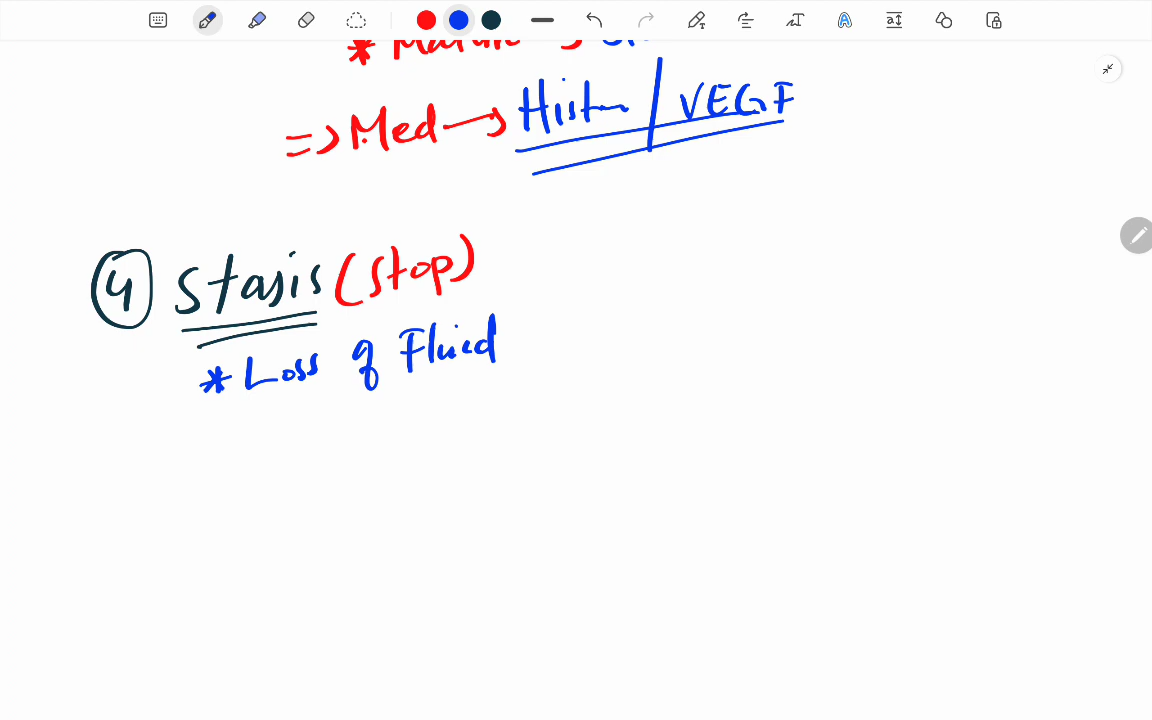 => Med → Hist / VEGF
④ Stasis (Stop)
* Loss of Fluid